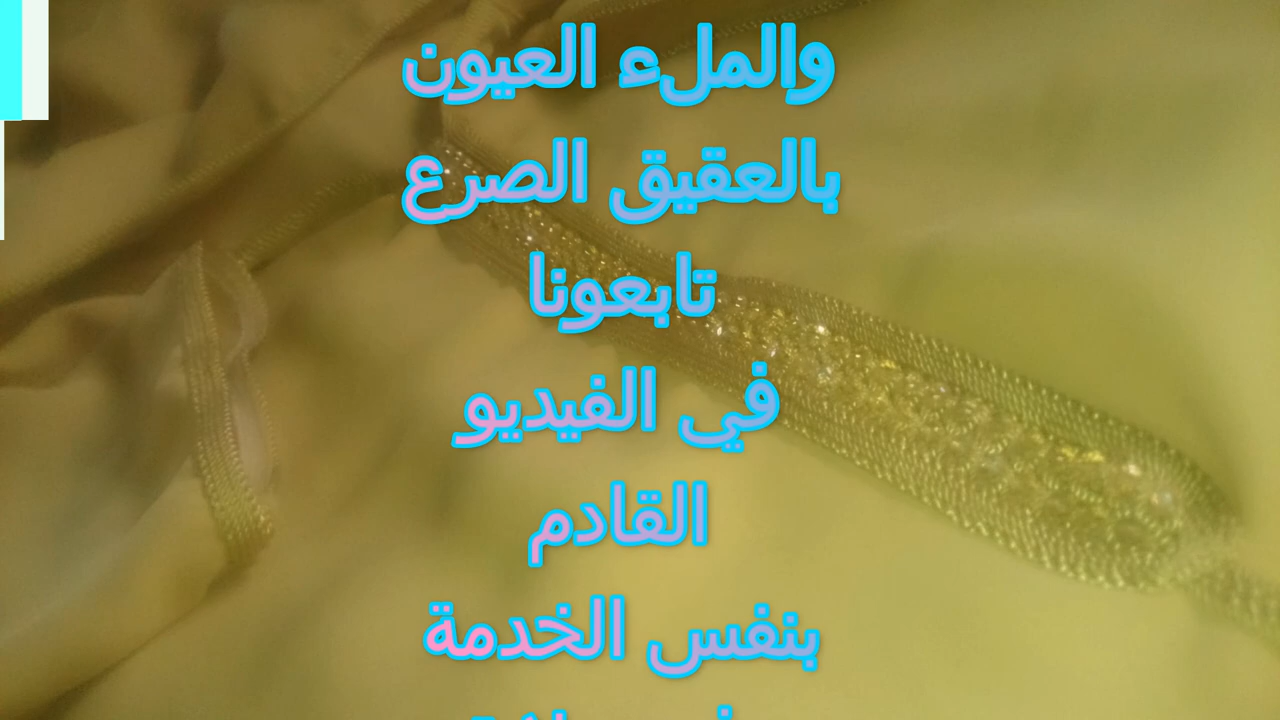 والملء العيون
بالعقيق الصرع
تابعونا
في الفيديو
القادم
بنفس الخدمة